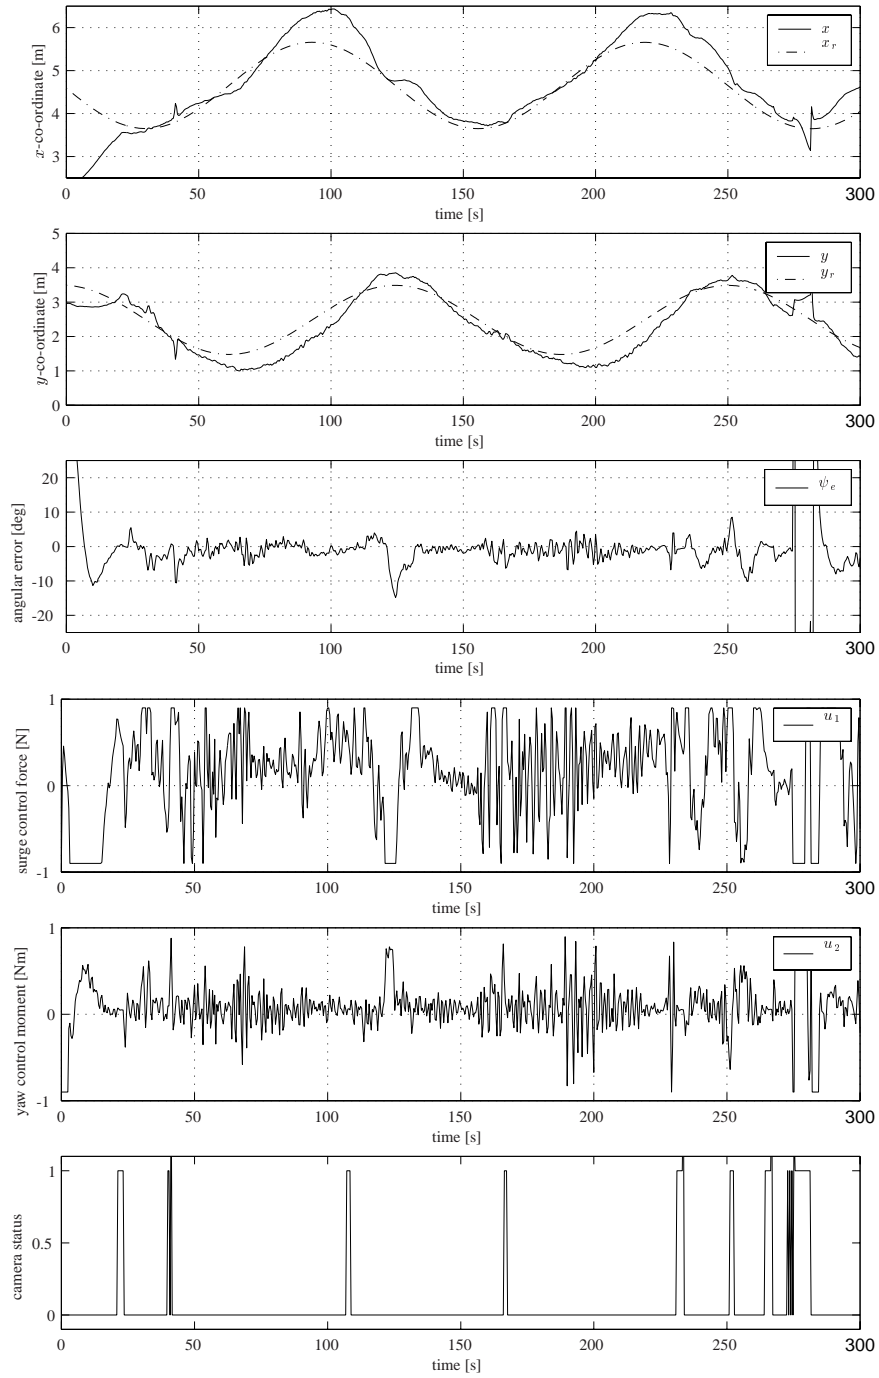 6
5
4
3
x-co-ordinate [m]
x
x_r
0 50 100 150 200 250 300
time [s]
5
4
3
2
1
0
y-co-ordinate [m]
y
y_r
0 50 100 150 200 250 300
time [s]
20
10
0
-10
-20
angular error [deg]
ψ_e
0 50 100 150 200 250 300
time [s]
1
0
-1
surge control force [N]
u_1
0 50 100 150 200 250 300
time [s]
1
0
-1
yaw control moment [Nm]
u_2
0 50 100 150 200 250 300
time [s]
1
0.5
0
camera status
0 50 100 150 200 250 300
time [s]